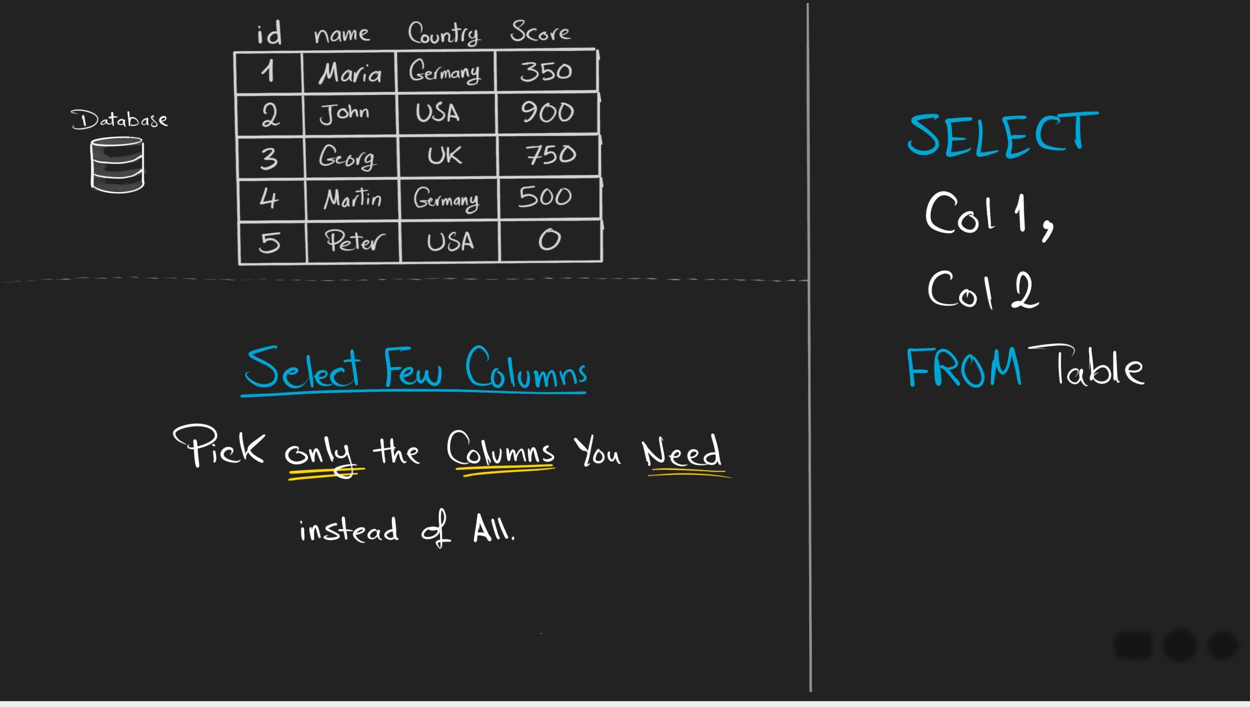 id name Country Score
1 Maria Germany 350
Database
2 John USA 900
3 Georg UK 750
4 Martin Germany 500
5 Peter USA 0
Select Few Columns
Pick only the Columns You Need
instead of All.
SELECT
Col 1,
Col 2
FROM Table